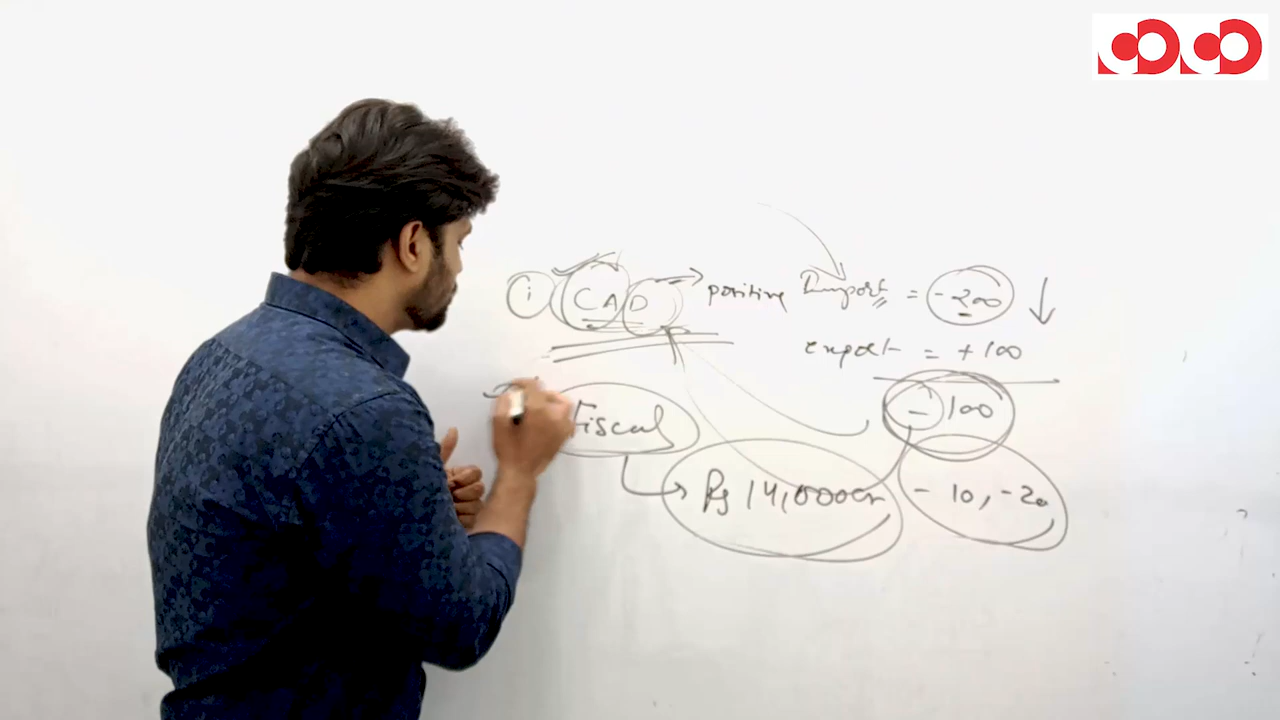 i CAD → positive Import = -200 ↓
export = +100
- 100
Fiscal
Rs 14,000cr - 10, -20